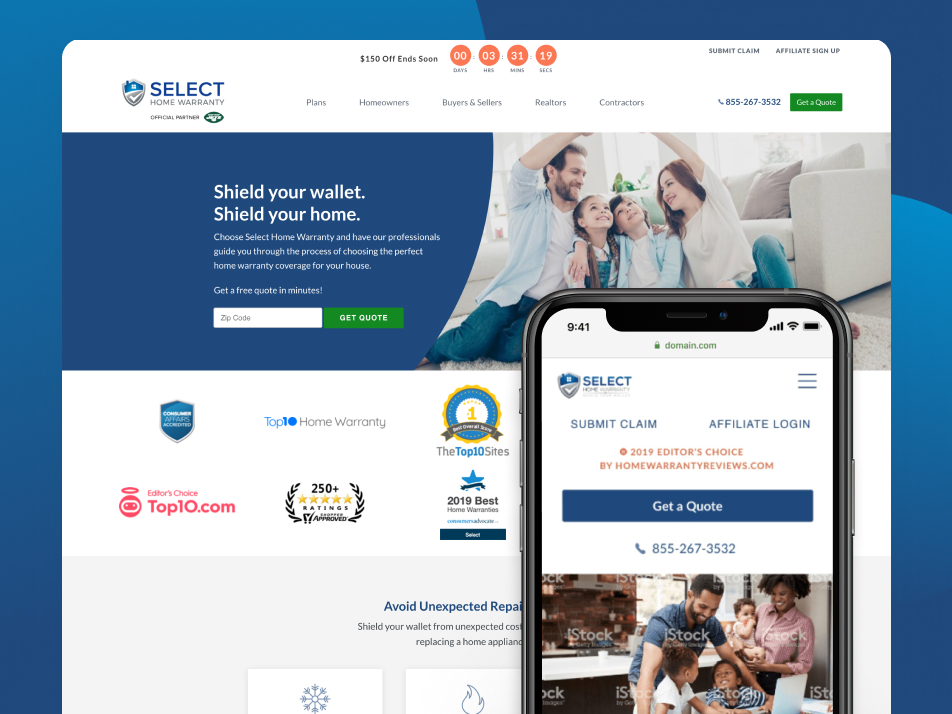 $150 Off Ends Soon
00 : 03 : 31 : 19
DAYS HRS MINS SECS
SUBMIT CLAIM AFFILIATE SIGN UP
SELECT
HOME WARRANTY
OFFICIAL PARTNER JETS
Plans Homeowners Buyers & Sellers Realtors Contractors
855-267-3532 Get a Quote
Shield your wallet.
Shield your home.
Choose Select Home Warranty and have our professionals
guide you through the process of choosing the perfect
home warranty coverage for your house.
Get a free quote in minutes!
Zip Code GET QUOTE
CONSUMER
AFFAIRS
ACCREDITED
Top10 Home Warranty
1
Best Overall Score
TheTop10Sites
Editor's Choice
Top10.com
250+
RATINGS
SHOPPER
APPROVED
2019 Best
Home Warranties
consumersadvocate
Select
Avoid Unexpected Repai
Shield your wallet from unexpected cost
replacing a home applianc
9:41
domain.com
SELECT
HOME WARRANTY
SUBMIT CLAIM AFFILIATE LOGIN
2019 EDITOR'S CHOICE
BY HOMEWARRANTYREVIEWS.COM
Get a Quote
855-267-3532
iStock
iStock
iStock
iStock
by Getty Images
iStock